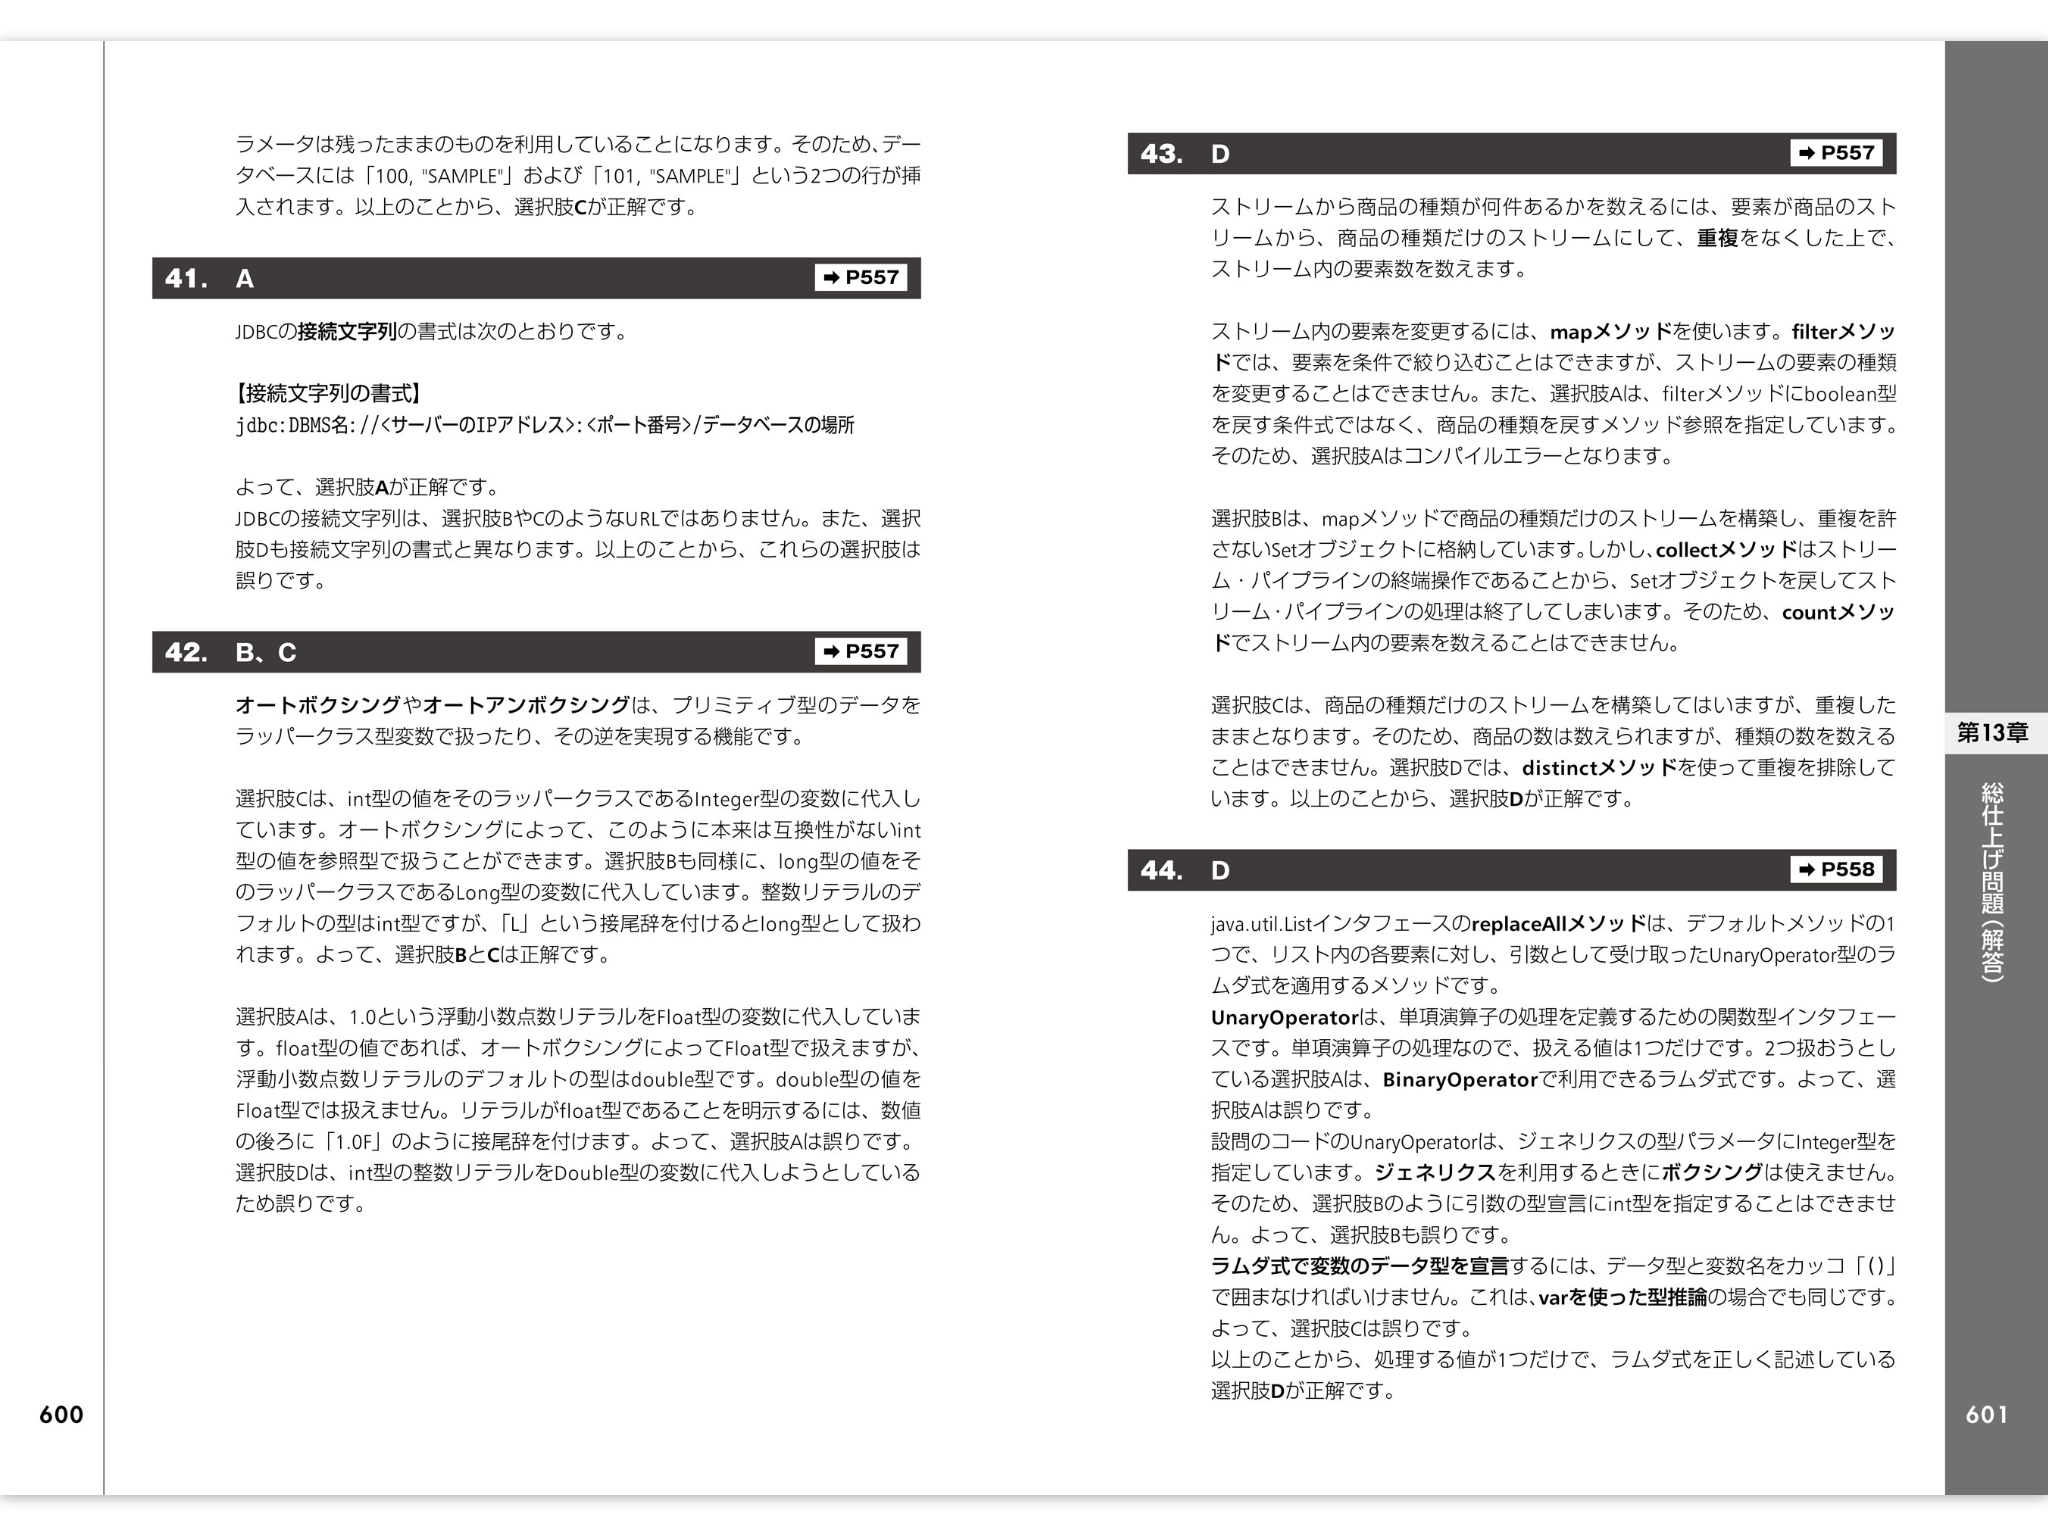 ラメータは残ったままのものを利用していることになります。そのため、デー
タベースには「100, "SAMPLE"」および「101, "SAMPLE"」という2つの行が挿
入されます。以上のことから、選択肢Cが正解です。
41. A ➡ P557
JDBCの接続文字列の書式は次のとおりです。
【接続文字列の書式】
jdbc:DBMS名://<サーバーのIPアドレス>:<ポート番号>/データベースの場所
よって、選択肢Aが正解です。
JDBCの接続文字列は、選択肢BやCのようなURLではありません。また、選択
肢Dも接続文字列の書式と異なります。以上のことから、これらの選択肢は
誤りです。
42. B、C ➡ P557
オートボクシングやオートアンボクシングは、プリミティブ型のデータを
ラッパークラス型変数で扱ったり、その逆を実現する機能です。
選択肢Cは、int型の値をそのラッパークラスであるInteger型の変数に代入し
ています。オートボクシングによって、このように本来は互換性がないint
型の値を参照型で扱うことができます。選択肢Bも同様に、long型の値をそ
のラッパークラスであるLong型の変数に代入しています。整数リテラルのデ
フォルトの型はint型ですが、「L」という接尾辞を付けるとlong型として扱わ
れます。よって、選択肢BとCは正解です。
選択肢Aは、1.0という浮動小数点数リテラルをFloat型の変数に代入していま
す。float型の値であれば、オートボクシングによってFloat型で扱えますが、
浮動小数点数リテラルのデフォルトの型はdouble型です。double型の値を
Float型では扱えません。リテラルがfloat型であることを明示するには、数値
の後ろに「1.0F」のように接尾辞を付けます。よって、選択肢Aは誤りです。
選択肢Dは、int型の整数リテラルをDouble型の変数に代入しようとしている
ため誤りです。
600
43. D ➡ P557
ストリームから商品の種類が何件あるかを数えるには、要素が商品のスト
リームから、商品の種類だけのストリームにして、重複をなくした上で、
ストリーム内の要素数を数えます。
ストリーム内の要素を変更するには、mapメソッドを使います。filterメソッ
ドでは、要素を条件で絞り込むことはできますが、ストリームの要素の種類
を変更することはできません。また、選択肢Aは、filterメソッドにboolean型
を戻す条件式ではなく、商品の種類を戻すメソッド参照を指定しています。
そのため、選択肢Aはコンパイルエラーとなります。
選択肢Bは、mapメソッドで商品の種類だけのストリームを構築し、重複を許
さないSetオブジェクトに格納しています。しかし、collectメソッドはストリー
ム・パイプラインの終端操作であることから、Setオブジェクトを戻してスト
リーム・パイプラインの処理は終了してしまいます。そのため、countメソッ
ドでストリーム内の要素を数えることはできません。
選択肢Cは、商品の種類だけのストリームを構築してはいますが、重複した
ままとなります。そのため、商品の数は数えられますが、種類の数を数える
ことはできません。選択肢Dでは、distinctメソッドを使って重複を排除して
います。以上のことから、選択肢Dが正解です。
44. D ➡ P558
java.util.ListインタフェースのreplaceAllメソッドは、デフォルトメソッドの1
つで、リスト内の各要素に対し、引数として受け取ったUnaryOperator型のラ
ムダ式を適用するメソッドです。
UnaryOperatorは、単項演算子の処理を定義するための関数型インタフェー
スです。単項演算子の処理なので、扱える値は1つだけです。2つ扱おうとし
ている選択肢Aは、BinaryOperatorで利用できるラムダ式です。よって、選
択肢Aは誤りです。
設問のコードのUnaryOperatorは、ジェネリクスの型パラメータにInteger型を
指定しています。ジェネリクスを利用するときにボクシングは使えません。
そのため、選択肢Bのように引数の型宣言にint型を指定することはできませ
ん。よって、選択肢Bも誤りです。
ラムダ式で変数のデータ型を宣言するには、データ型と変数名をカッコ「()」
で囲まなければいけません。これは、varを使った型推論の場合でも同じです。
よって、選択肢Cは誤りです。
以上のことから、処理する値が1つだけで、ラムダ式を正しく記述している
選択肢Dが正解です。
第13章
総仕上げ問題（解答）
601